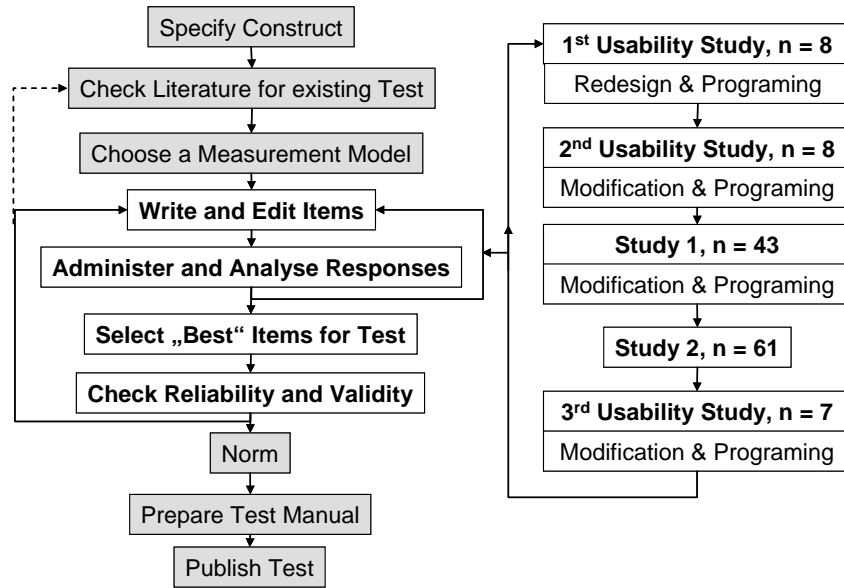 Specify Construct
Check Literature for existing Test
Choose a Measurement Model
Write and Edit Items
Administer and Analyse Responses
Select „Best“ Items for Test
Check Reliability and Validity
Norm
Prepare Test Manual
Publish Test
1st Usability Study, n = 8
Redesign & Programing
2nd Usability Study, n = 8
Modification & Programing
Study 1, n = 43
Modification & Programing
Study 2, n = 61
3rd Usability Study, n = 7
Modification & Programing